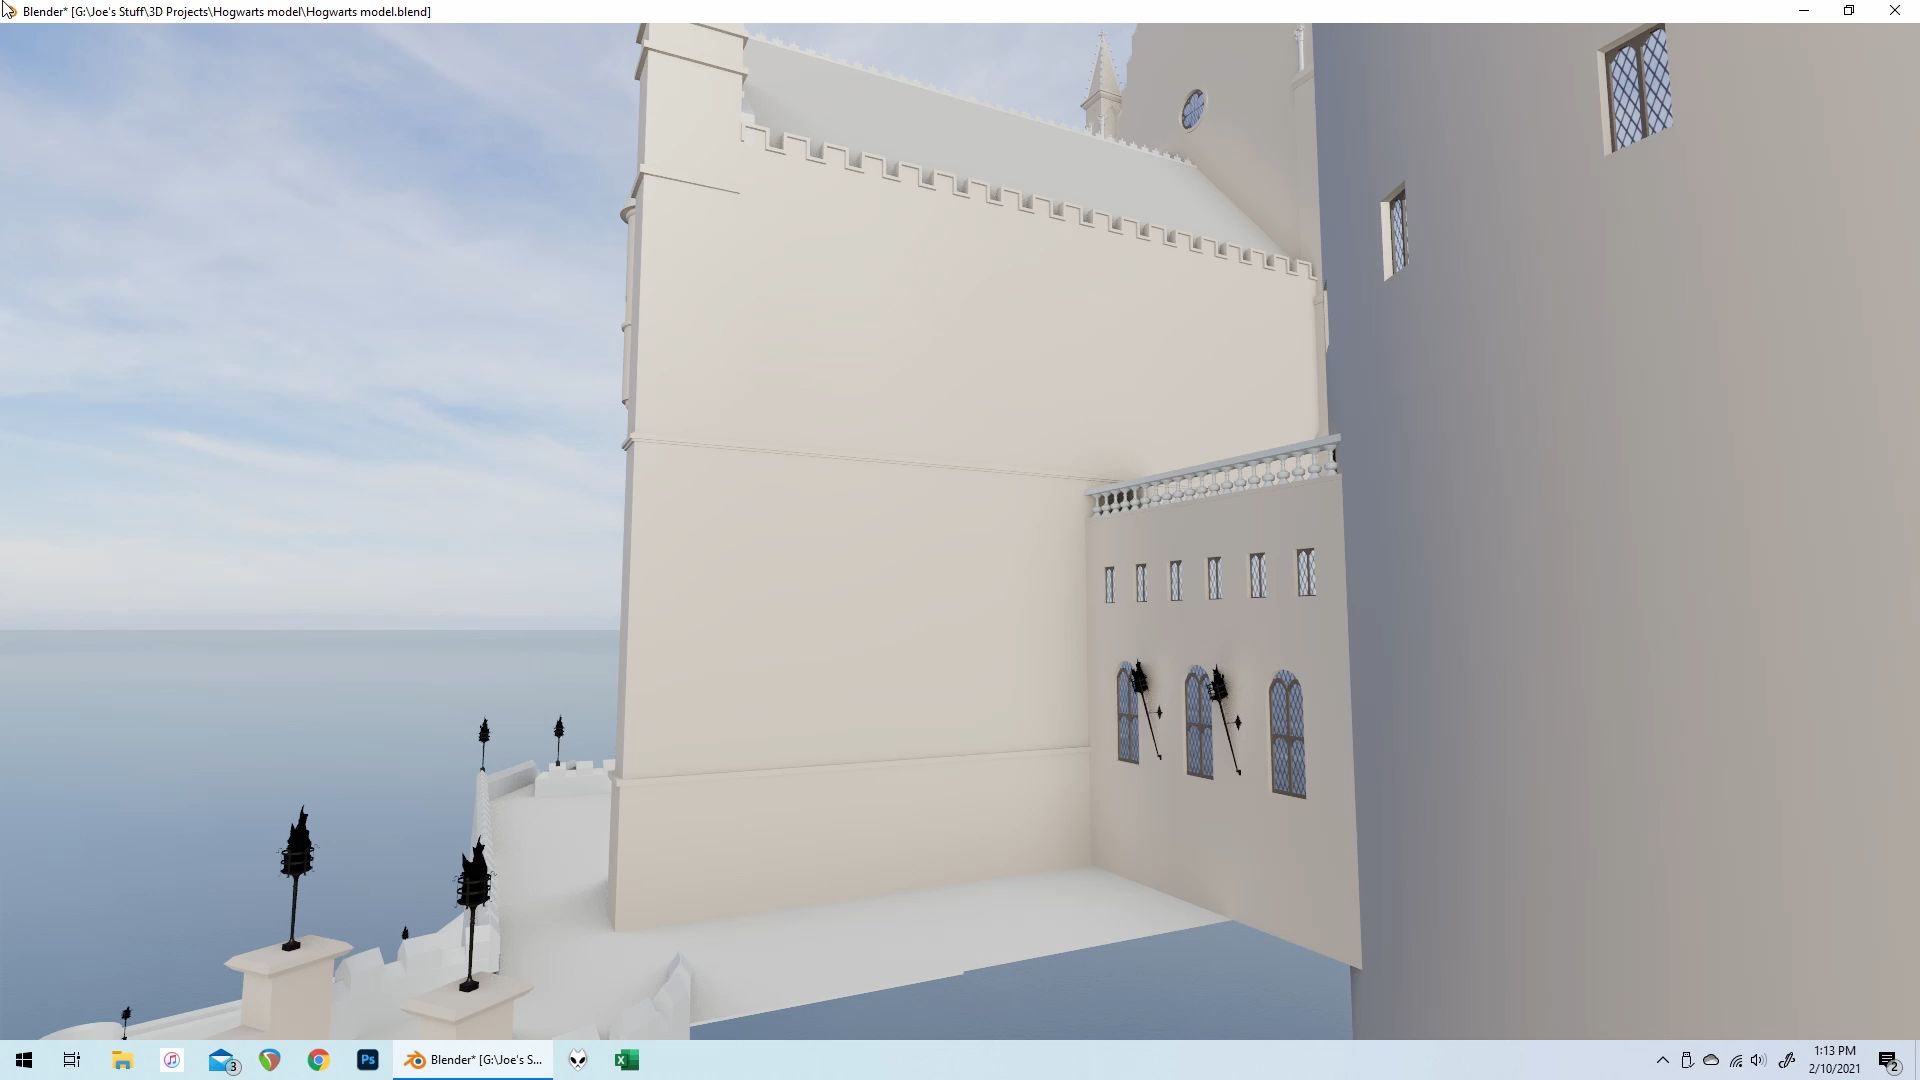 Blender* [G:\Joe's Stuff\3D Projects\Hogwarts model\Hogwarts model.blend]
3
Ps
Blender* [G:\Joe's S...
1:13 PM
2/10/2021
2